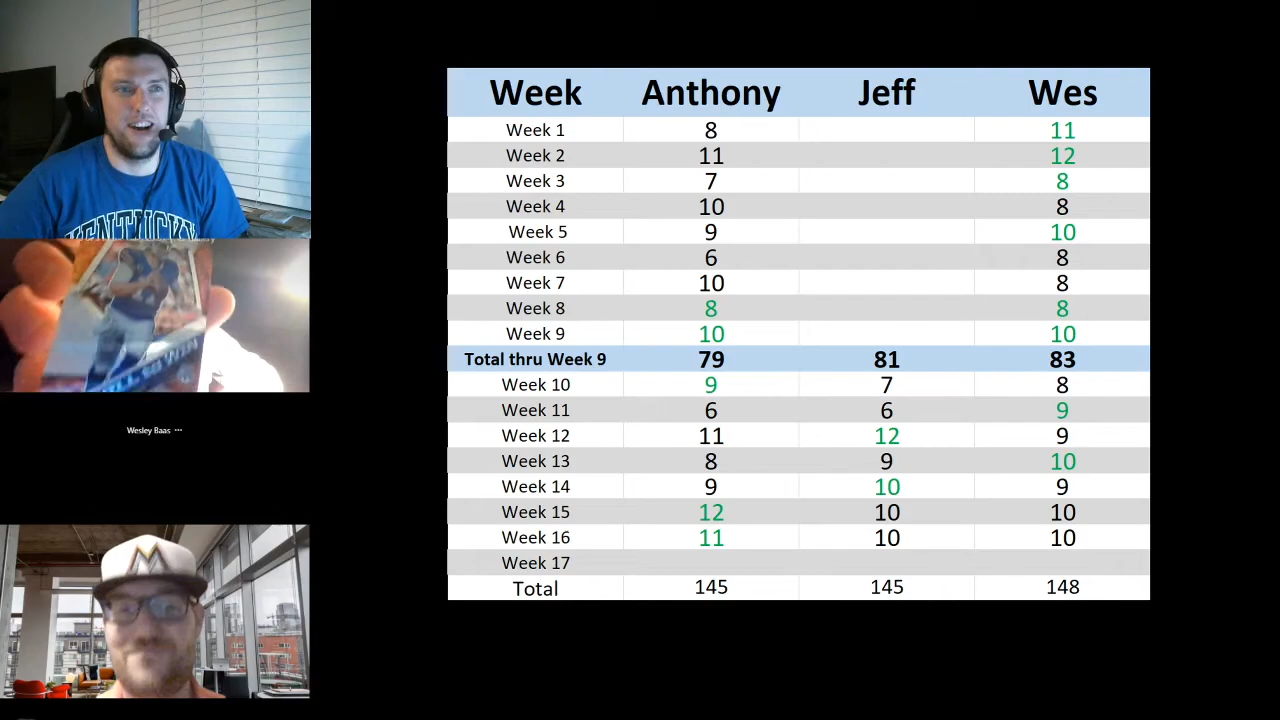 KENTUCKY
Wesley Baas ...
Week Anthony Jeff Wes
Week 1 8 11
Week 2 11 12
Week 3 7 8
Week 4 10 8
Week 5 9 10
Week 6 6 8
Week 7 10 8
Week 8 8 8
Week 9 10 10
Total thru Week 9 79 81 83
Week 10 9 7 8
Week 11 6 6 9
Week 12 11 12 9
Week 13 8 9 10
Week 14 9 10 9
Week 15 12 10 10
Week 16 11 10 10
Week 17
Total 145 145 148